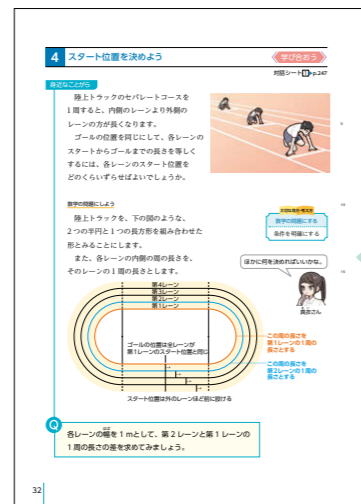 4 スタート位置を決めよう
学び合おう
対話シート1▶p.247
身近なことがら
陸上トラックのセパレートコースを
1周すると、内側のレーンより外側の
レーンの方が長くなります。
ゴールの位置を同じにして、各レーンの
スタートからゴールまでの長さを等しく
するには、各レーンのスタート位置を
どのくらいずらせばよいでしょうか。
数学の問題にしよう
陸上トラックを、下の図のような、
2つの半円と1つの長方形を組み合わせた
形とみることにします。
また、各レーンの内側の周の長さを、
そのレーンの1周の長さとします。
大切な見方・考え方
数学の問題にする
条件を明確にする
ほかに何を決めればいいかな。
真衣さん
第4レーン
第3レーン
第2レーン
第1レーン
ゴールの位置は全レーンが
第1レーンのスタート位置と同じ
この周の長さを
第1レーンの1周の
長さとする
この周の長さを
第2レーンの1周の
長さとする
スタート位置は外のレーンほど前に設ける
Q
各レーンの幅を1mとして、第2レーンと第1レーンの
1周の長さの差を求めてみましょう。
32